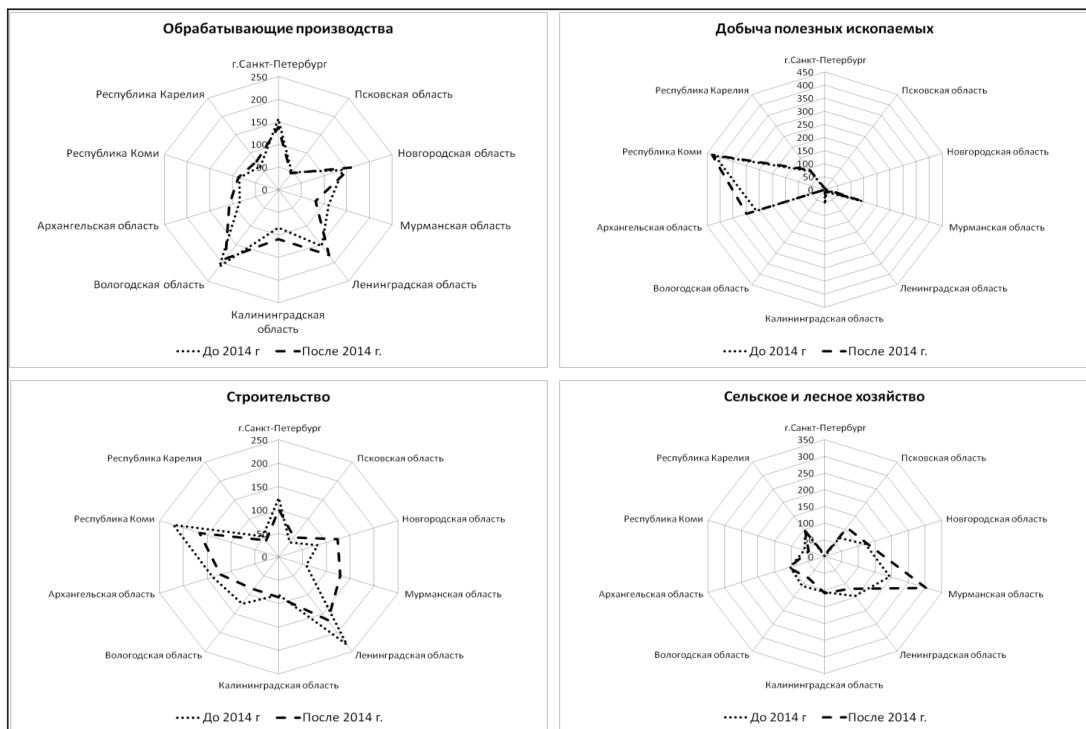 Обрабатывающие производства
г.Санкт-Петербург
250
200
150
100
50
0
Псковская область
Новгородская область
Мурманская область
Ленинградская область
Калининградская
область
Вологодская область
Архангельская область
Республика Коми
Республика Карелия
До 2014 г
После 2014 г.
Добыча полезных ископаемых
г.Санкт-Петербург
450
400
350
300
250
200
150
100
50
0
Псковская область
Новгородская область
Мурманская область
Ленинградская область
Калининградская область
Вологодская область
Архангельская область
Республика Коми
Республика Карелия
До 2014 г
После 2014 г.
Строительство
г.Санкт-Петербург
250
200
150
100
50
0
Псковская область
Новгородская область
Мурманская область
Ленинградская область
Калининградская область
Вологодская область
Архангельская область
Республика Коми
Республика Карелия
До 2014 г
После 2014 г.
Сельское и лесное хозяйство
г.Санкт-Петербург
350
300
250
200
150
100
50
0
Псковская область
Новгородская область
Мурманская область
Ленинградская область
Калининградская область
Вологодская область
Архангельская область
Республика Коми
Республика Карелия
До 2014 г
После 2014 г.